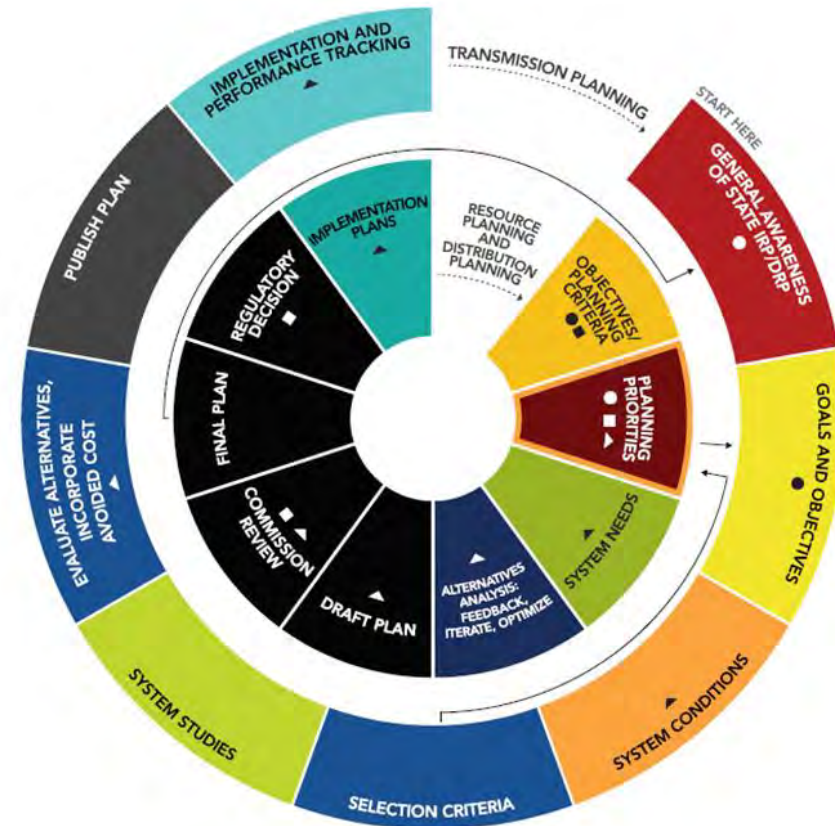 TRANSMISSION PLANNING
START HERE
GENERAL AWARENESS
OF STATE IRP/DRP
GOALS AND OBJECTIVES
SYSTEM CONDITIONS
SELECTION CRITERIA
SYSTEM STUDIES
EVALUATE ALTERNATIVES,
INCORPORATE
AVOIDED COST
PUBLISH PLAN
IMPLEMENTATION AND
PERFORMANCE TRACKING
RESOURCE
PLANNING
AND
DISTRIBUTION
PLANNING
OBJECTIVES/
PLANNING
CRITERIA
PLANNING
PRIORITIES
SYSTEM NEEDS
ALTERNATIVES
ANALYSIS:
FEEDBACK,
ITERATE, OPTIMIZE
DRAFT PLAN
COMMISSION
REVIEW
FINAL PLAN
REGULATORY
DECISION
IMPLEMENTATION
PLANS